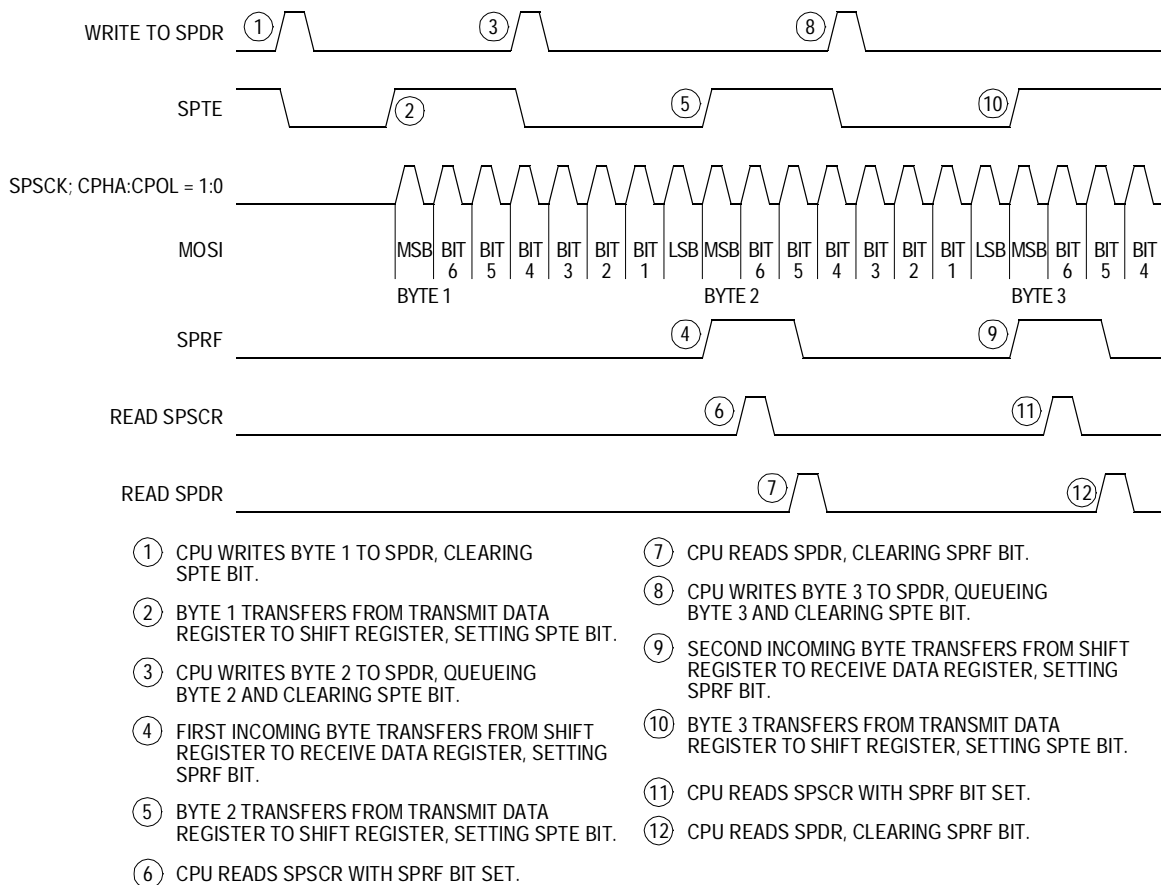 WRITE TO SPDR
1
3
8
SPTE
2
5
10
SPSCK; CPHA:CPOL = 1:0
MOSI
MSB BIT 6 BIT 5 BIT 4 BIT 3 BIT 2 BIT 1 LSB MSB BIT 6 BIT 5 BIT 4 BIT 3 BIT 2 BIT 1 LSB MSB BIT 6 BIT 5 BIT 4
BYTE 1 BYTE 2 BYTE 3
SPRF
4
9
READ SPSCR
6
11
READ SPDR
7
12
1 CPU WRITES BYTE 1 TO SPDR, CLEARING
SPTE BIT.
2 BYTE 1 TRANSFERS FROM TRANSMIT DATA
REGISTER TO SHIFT REGISTER, SETTING SPTE BIT.
3 CPU WRITES BYTE 2 TO SPDR, QUEUEING
BYTE 2 AND CLEARING SPTE BIT.
4 FIRST INCOMING BYTE TRANSFERS FROM SHIFT
REGISTER TO RECEIVE DATA REGISTER, SETTING
SPRF BIT.
5 BYTE 2 TRANSFERS FROM TRANSMIT DATA
REGISTER TO SHIFT REGISTER, SETTING SPTE BIT.
6 CPU READS SPSCR WITH SPRF BIT SET.
7 CPU READS SPDR, CLEARING SPRF BIT.
8 CPU WRITES BYTE 3 TO SPDR, QUEUEING
BYTE 3 AND CLEARING SPTE BIT.
9 SECOND INCOMING BYTE TRANSFERS FROM SHIFT
REGISTER TO RECEIVE DATA REGISTER, SETTING
SPRF BIT.
10 BYTE 3 TRANSFERS FROM TRANSMIT DATA
REGISTER TO SHIFT REGISTER, SETTING SPTE BIT.
11 CPU READS SPSCR WITH SPRF BIT SET.
12 CPU READS SPDR, CLEARING SPRF BIT.